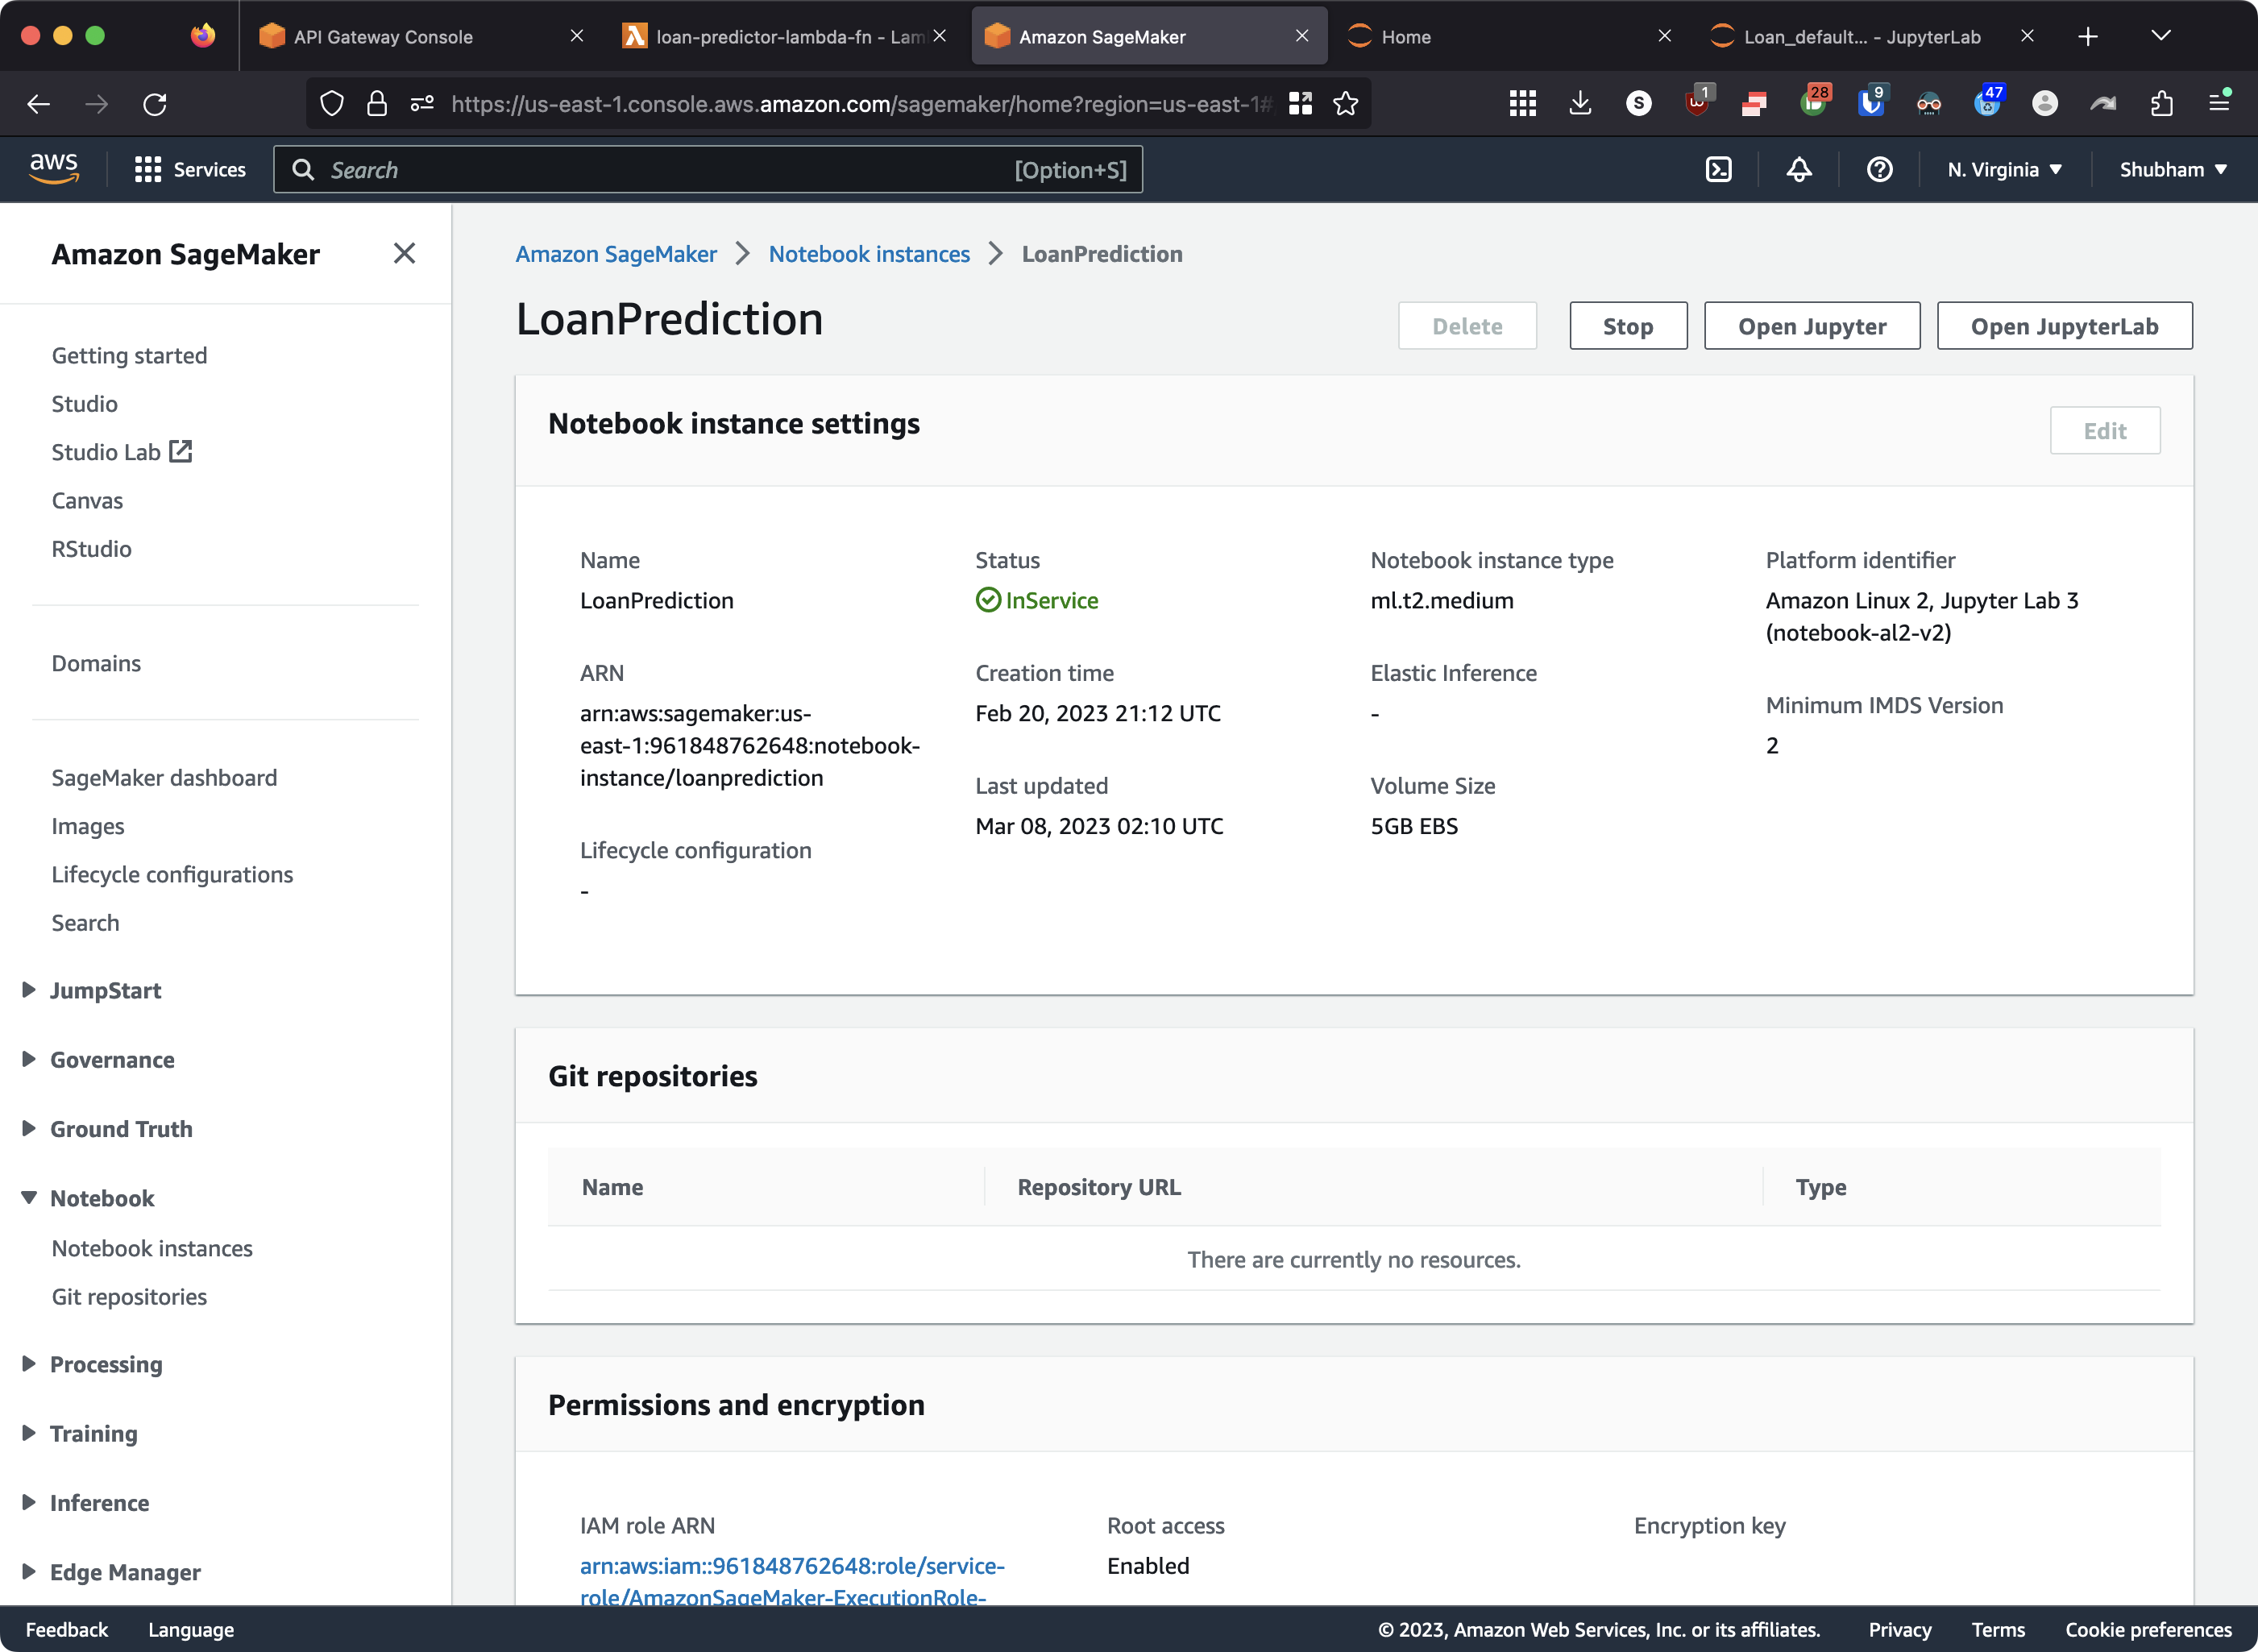 API Gateway Console
loan-predictor-lambda-fn - Lam
Amazon SageMaker
Home
Loan_default... - JupyterLab
https://us-east-1.console.aws.amazon.com/sagemaker/home?region=us-east-1#
S
1
28
9
47
aws
Services
Search
[Option+S]
N. Virginia
Shubham
Amazon SageMaker
Getting started
Studio
Studio Lab
Canvas
RStudio
Domains
SageMaker dashboard
Images
Lifecycle configurations
Search
JumpStart
Governance
Ground Truth
Notebook
Notebook instances
Git repositories
Processing
Training
Inference
Edge Manager
Amazon SageMaker > Notebook instances > LoanPrediction
LoanPrediction
Delete
Stop
Open Jupyter
Open JupyterLab
Notebook instance settings
Edit
Name
LoanPrediction
ARN
arn:aws:sagemaker:us-
east-1:961848762648:notebook-
instance/loanprediction
Lifecycle configuration
-
Status
InService
Creation time
Feb 20, 2023 21:12 UTC
Last updated
Mar 08, 2023 02:10 UTC
Notebook instance type
ml.t2.medium
Elastic Inference
-
Volume Size
5GB EBS
Platform identifier
Amazon Linux 2, Jupyter Lab 3
(notebook-al2-v2)
Minimum IMDS Version
2
Git repositories
Name
Repository URL
Type
There are currently no resources.
Permissions and encryption
IAM role ARN
arn:aws:iam::961848762648:role/service-
role/AmazonSageMaker-ExecutionRole-
Root access
Enabled
Encryption key
Feedback
Language
© 2023, Amazon Web Services, Inc. or its affiliates.
Privacy
Terms
Cookie preferences